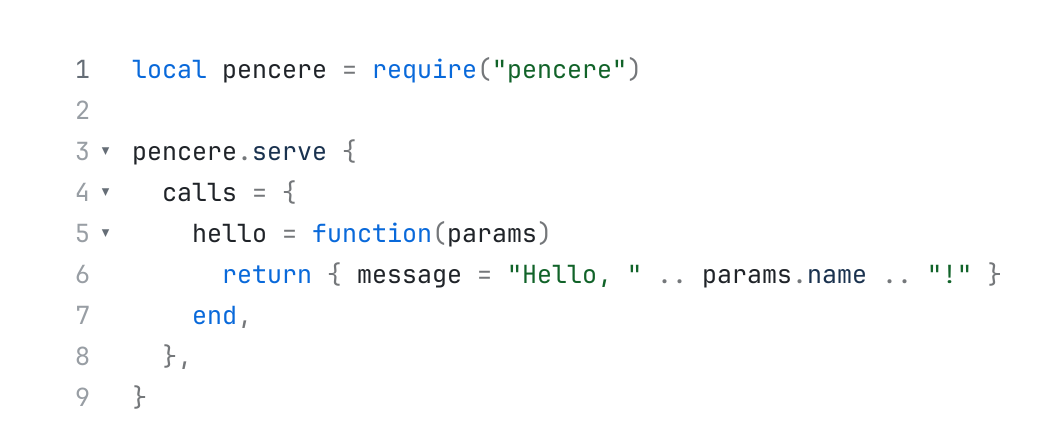 1 local pencere = require("pencere")
2
3 pencere.serve {
4   calls = {
5     hello = function(params)
6       return { message = "Hello, " .. params.name .. "!" }
7     end,
8   },
9 }